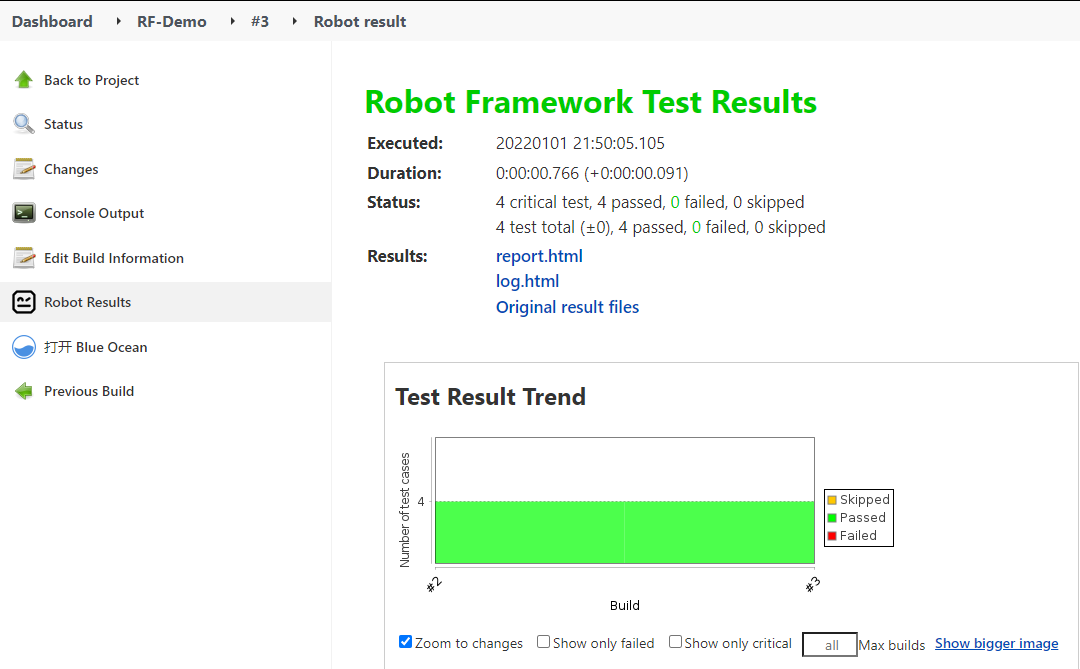 Dashboard RF-Demo #3 Robot result
Back to Project
Status
Changes
Console Output
Edit Build Information
Robot Results
打开 Blue Ocean
Previous Build
Robot Framework Test Results
Executed: 20220101 21:50:05.105
Duration: 0:00:00.766 (+0:00:00.091)
Status: 4 critical test, 4 passed, 0 failed, 0 skipped
4 test total (±0), 4 passed, 0 failed, 0 skipped
Results: report.html
log.html
Original result files
Test Result Trend
Number of test cases
4
Skipped
Passed
Failed
#2 #3
Build
Zoom to changes Show only failed Show only critical all Max builds Show bigger image